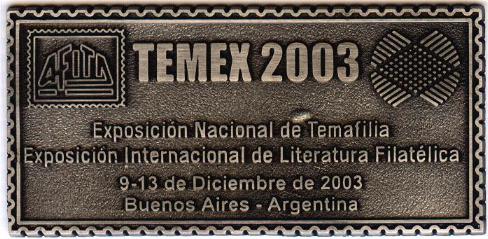 AFITA
TEMEX 2003
Exposición Nacional de Temafilia
Exposición Internacional de Literatura Filatélica
9-13 de Diciembre de 2003
Buenos Aires - Argentina